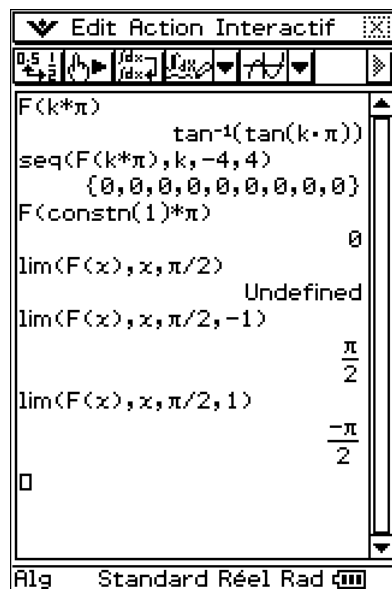 Edit Action Interactif
F(k*π)
tan⁻¹(tan(k·π))
seq(F(k*π),k,-4,4)
{0,0,0,0,0,0,0,0,0}
F(constn(1)*π)
0
lim(F(x),x,π/2)
Undefined
lim(F(x),x,π/2,-1)
π
2
lim(F(x),x,π/2,1)
-π
2
Alg Standard Réel Rad